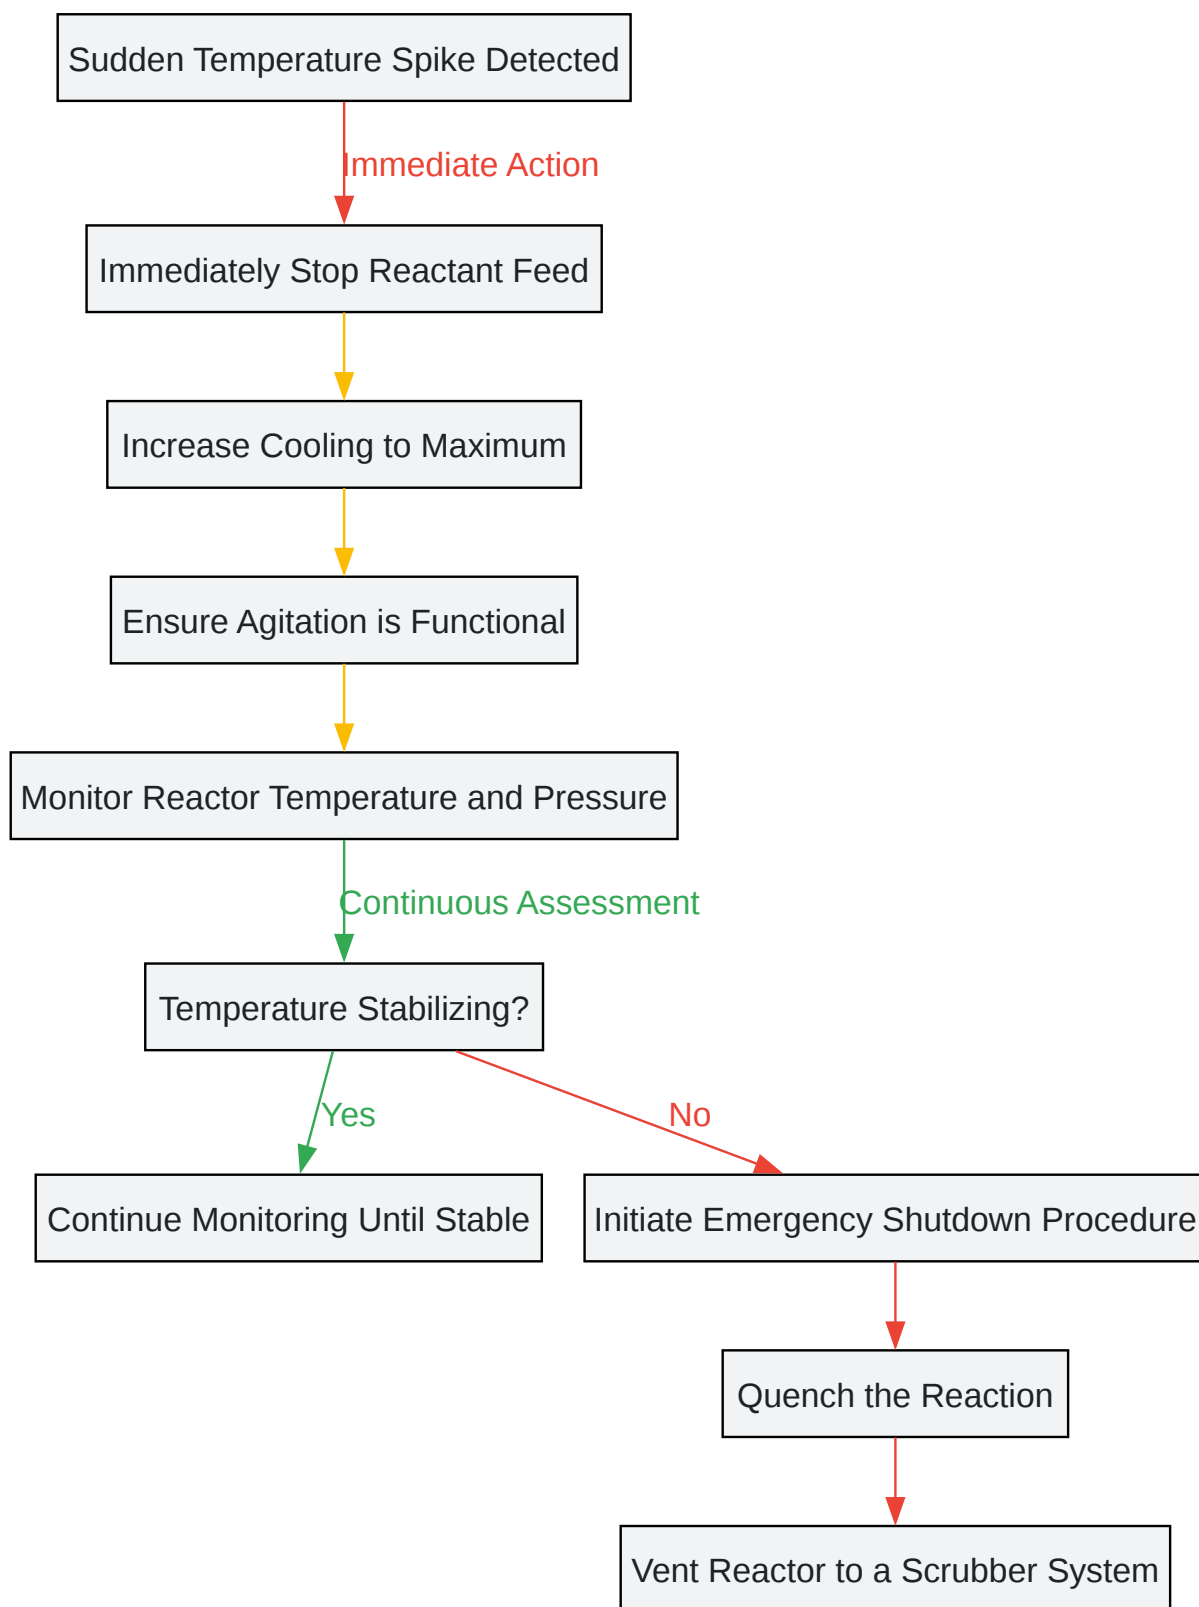 Sudden Temperature Spike Detected
Immediate Action
Immediately Stop Reactant Feed
Increase Cooling to Maximum
Ensure Agitation is Functional
Monitor Reactor Temperature and Pressure
Continuous Assessment
Temperature Stabilizing?
Yes
No
Continue Monitoring Until Stable
Initiate Emergency Shutdown Procedure
Quench the Reaction
Vent Reactor to a Scrubber System